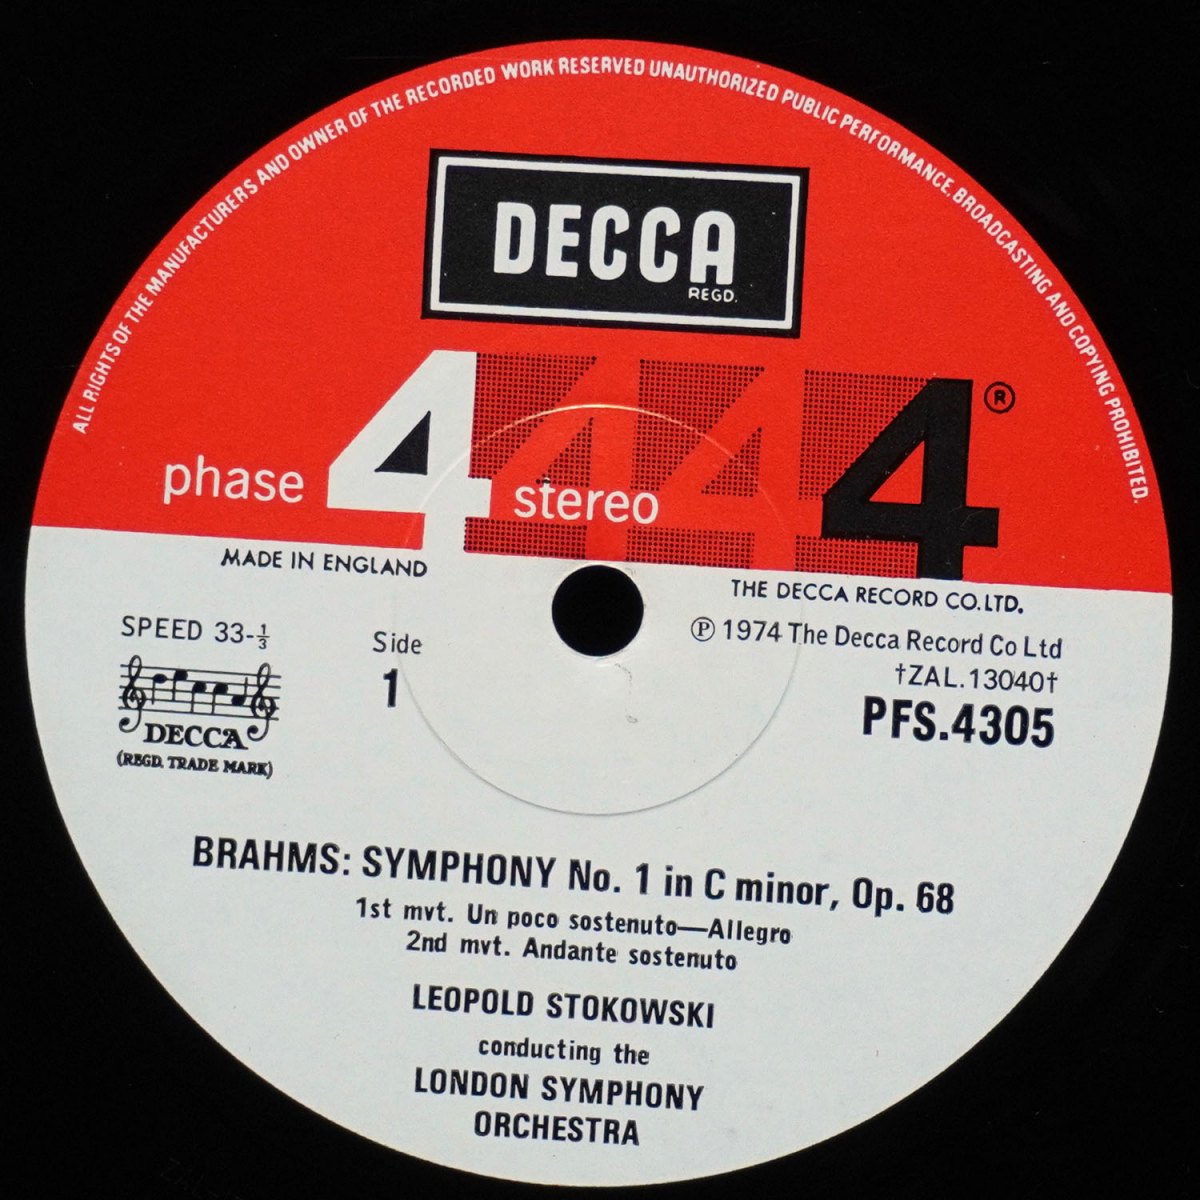 ALL RIGHTS OF THE MANUFACTURERS AND OWNER OF THE RECORDED WORK RESERVED UNAUTHORIZED PUBLIC PERFORMANCE, BROADCASTING AND COPYING PROHIBITED.
DECCA
REGD.
4444®
phase 4 stereo
MADE IN ENGLAND
THE DECCA RECORD CO.LTD.
SPEED 33-⅓
Side
1
℗ 1974 The Decca Record Co Ltd
†ZAL.13040†
PFS.4305
DECCA
(REGD. TRADE MARK)
BRAHMS: SYMPHONY No. 1 in C minor, Op. 68
1st mvt. Un poco sostenuto—Allegro
2nd mvt. Andante sostenuto
LEOPOLD STOKOWSKI
conducting the
LONDON SYMPHONY
ORCHESTRA